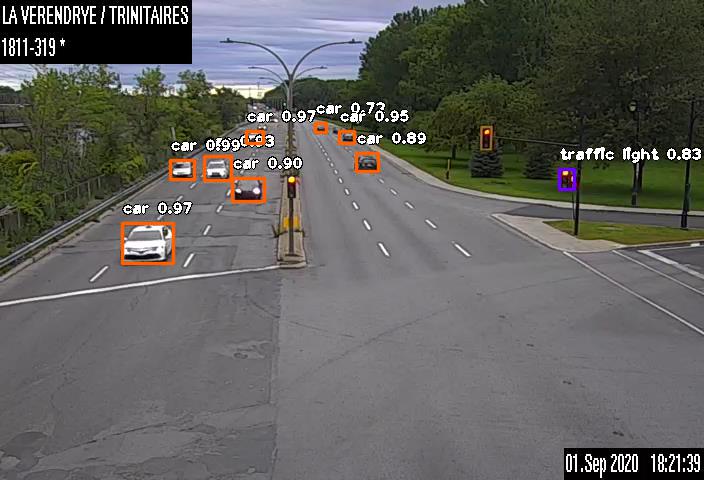 LA VERENDRYE / TRINITAIRES
1811-319 *
car 0.97
car 0.73
car 0.95
car 0.89
car 0.99
car 0.90
traffic light 0.83
car 0.97
01.Sep 2020 18:21:39